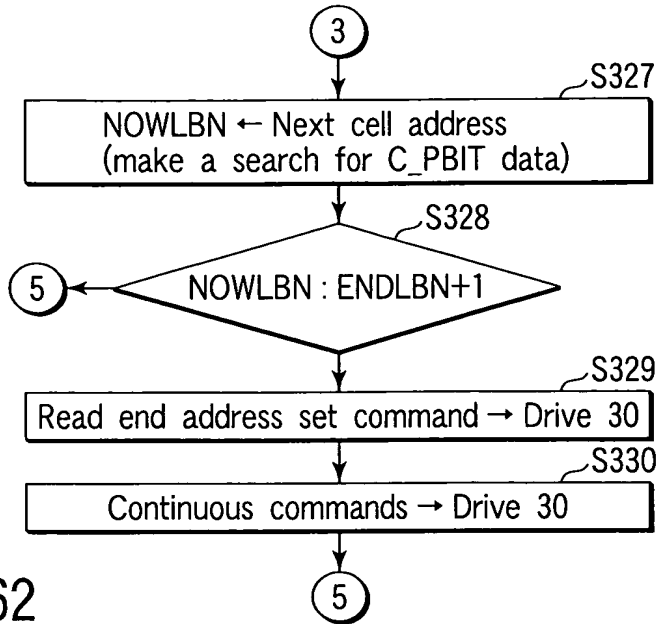 3
S327
NOWLBN ← Next cell address
(make a search for C_PBIT data)
S328
5
NOWLBN : ENDLBN+1
S329
Read end address set command → Drive 30
S330
Continuous commands → Drive 30
5
62